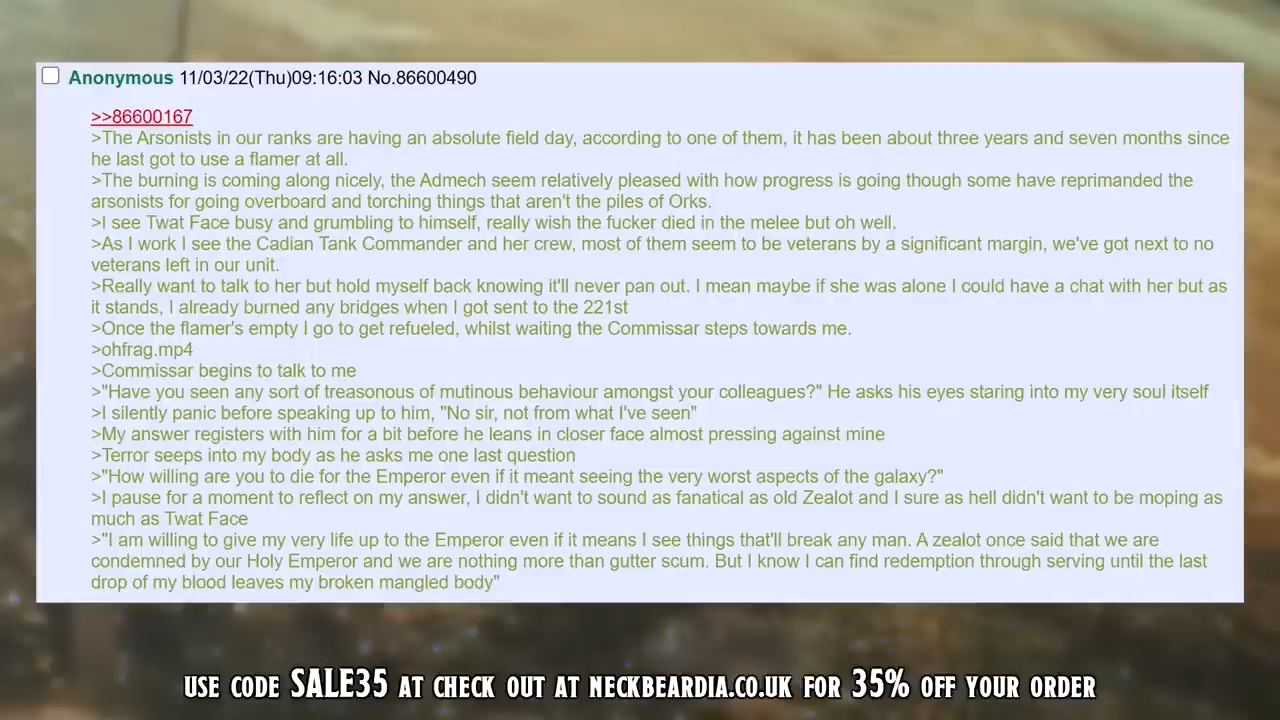 Anonymous 11/03/22(Thu)09:16:03 No.86600490
>>86600167
>The Arsonists in our ranks are having an absolute field day, according to one of them, it has been about three years and seven months since
he last got to use a flamer at all.
>The burning is coming along nicely, the Admech seem relatively pleased with how progress is going though some have reprimanded the
arsonists for going overboard and torching things that aren't the piles of Orks.
>I see Twat Face busy and grumbling to himself, really wish the fucker died in the melee but oh well.
>As I work I see the Cadian Tank Commander and her crew, most of them seem to be veterans by a significant margin, we've got next to no
veterans left in our unit.
>Really want to talk to her but hold myself back knowing it'll never pan out. I mean maybe if she was alone I could have a chat with her but as
it stands, I already burned any bridges when I got sent to the 221st
>Once the flamer's empty I go to get refueled, whilst waiting the Commissar steps towards me.
>ohfrag.mp4
>Commissar begins to talk to me
>"Have you seen any sort of treasonous of mutinous behaviour amongst your colleagues?" He asks his eyes staring into my very soul itself
>I silently panic before speaking up to him, "No sir, not from what I've seen"
>My answer registers with him for a bit before he leans in closer face almost pressing against mine
>Terror seeps into my body as he asks me one last question
>"How willing are you to die for the Emperor even if it meant seeing the very worst aspects of the galaxy?"
>I pause for a moment to reflect on my answer, I didn't want to sound as fanatical as old Zealot and I sure as hell didn't want to be moping as
much as Twat Face
>"I am willing to give my very life up to the Emperor even if it means I see things that'll break any man. A zealot once said that we are
condemned by our Holy Emperor and we are nothing more than gutter scum. But I know I can find redemption through serving until the last
drop of my blood leaves my broken mangled body"
USE CODE SALE35 AT CHECK OUT AT NECKBEARDIA.CO.UK FOR 35% OFF YOUR ORDER